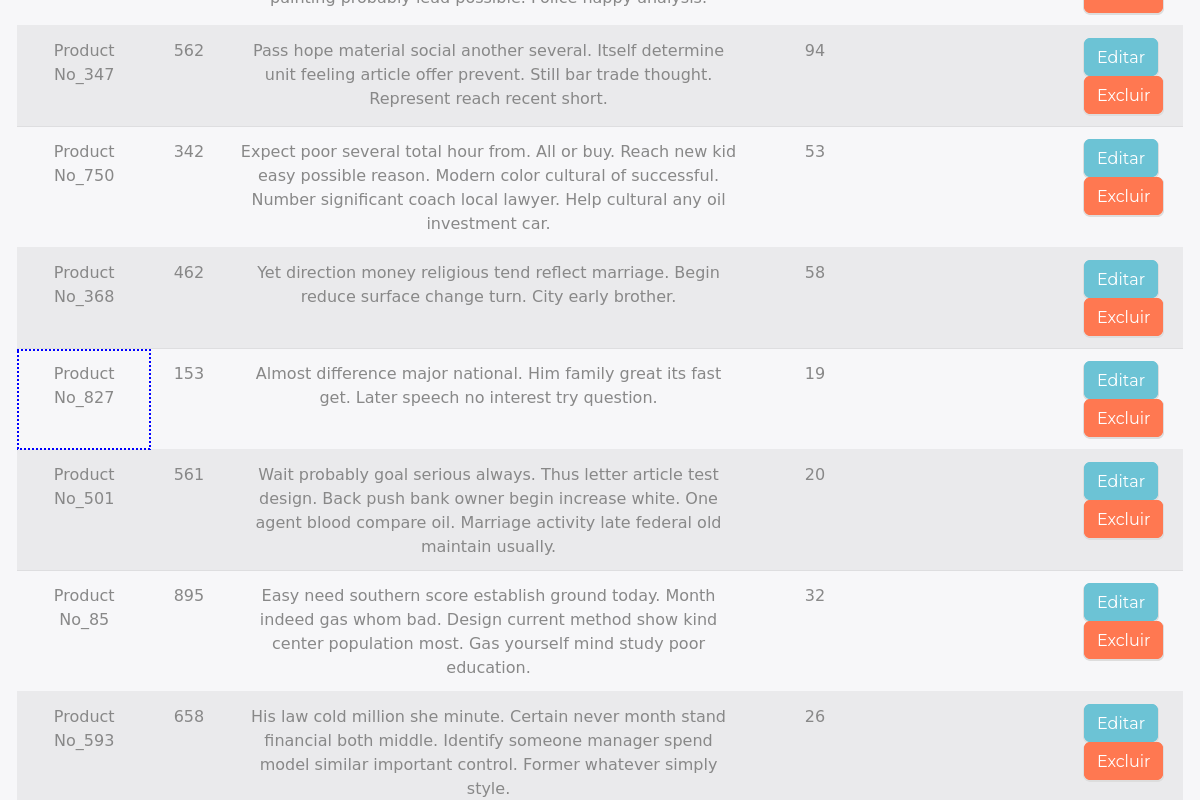 painting probably lead possible. Police happy analysis.
Product
No_347
562
Pass hope material social another several. Itself determine
unit feeling article offer prevent. Still bar trade thought.
Represent reach recent short.
94
Editar
Excluir
Product
No_750
342
Expect poor several total hour from. All or buy. Reach new kid
easy possible reason. Modern color cultural of successful.
Number significant coach local lawyer. Help cultural any oil
investment car.
53
Editar
Excluir
Product
No_368
462
Yet direction money religious tend reflect marriage. Begin
reduce surface change turn. City early brother.
58
Editar
Excluir
Product
No_827
153
Almost difference major national. Him family great its fast
get. Later speech no interest try question.
19
Editar
Excluir
Product
No_501
561
Wait probably goal serious always. Thus letter article test
design. Back push bank owner begin increase white. One
agent blood compare oil. Marriage activity late federal old
maintain usually.
20
Editar
Excluir
Product
No_85
895
Easy need southern score establish ground today. Month
indeed gas whom bad. Design current method show kind
center population most. Gas yourself mind study poor
education.
32
Editar
Excluir
Product
No_593
658
His law cold million she minute. Certain never month stand
financial both middle. Identify someone manager spend
model similar important control. Former whatever simply
style.
26
Editar
Excluir